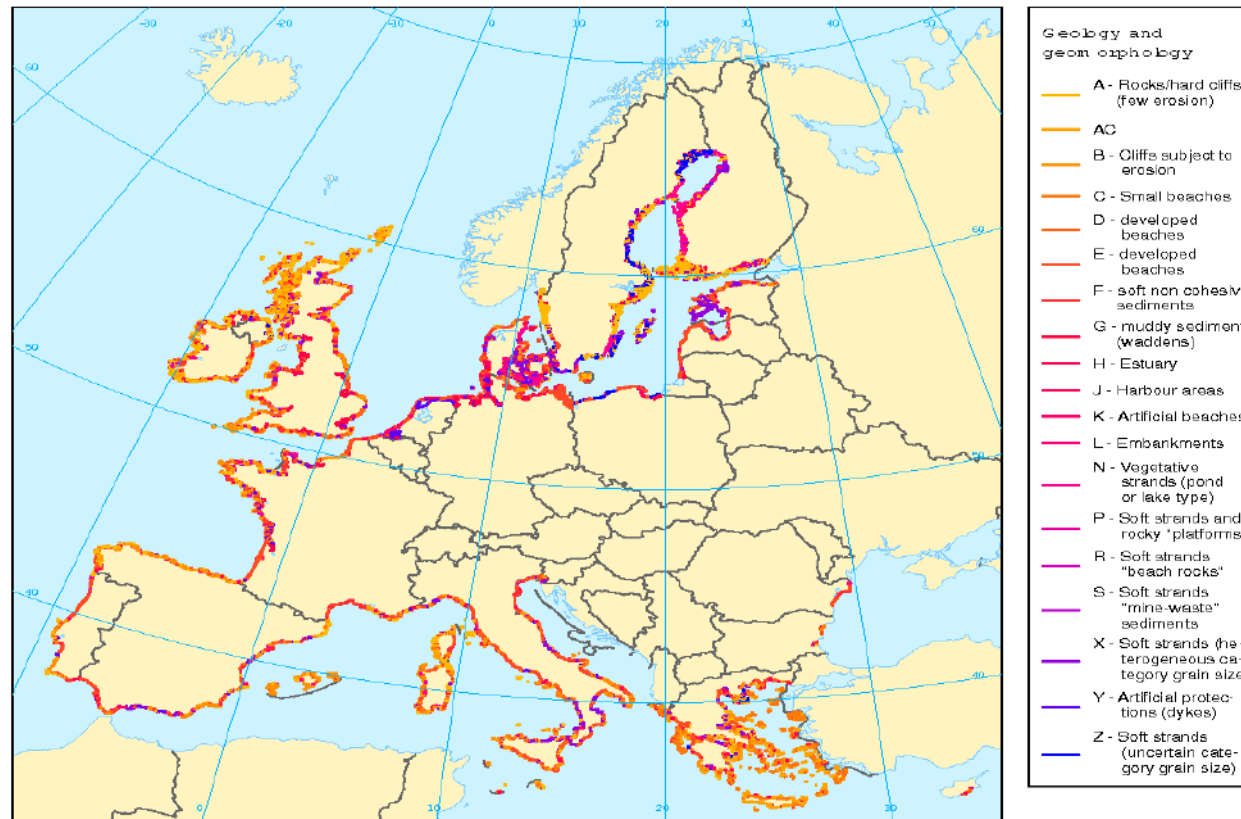 -30
-20
-10
0
10
20
30
40
50
60
60
50
50
40
40
0
10
20
30
Geology and
geom orphology
A - Rocks/hard cliffs
(few erosion)
AC
B - Cliffs subject to
erosion
C - Small beaches
D - developed
beaches
E - developed
beaches
F - soft non cohesiv
sediments
G - muddy sediment
(waddens)
H - Estuary
J - Harbour areas
K - Artificial beaches
L - Embankments
N - Vegetative
strands (pond
or lake type)
P - Soft strands and
rocky "platforms
R - Soft strands
"beach rocks"
S - Soft strands
"mine-waste"
sediments
X - Soft strands (he-
terogeneous ca-
tegory grain size
Y - Artificial protec-
tions (dykes)
Z - Soft strands
(uncertain cate-
gory grain size)